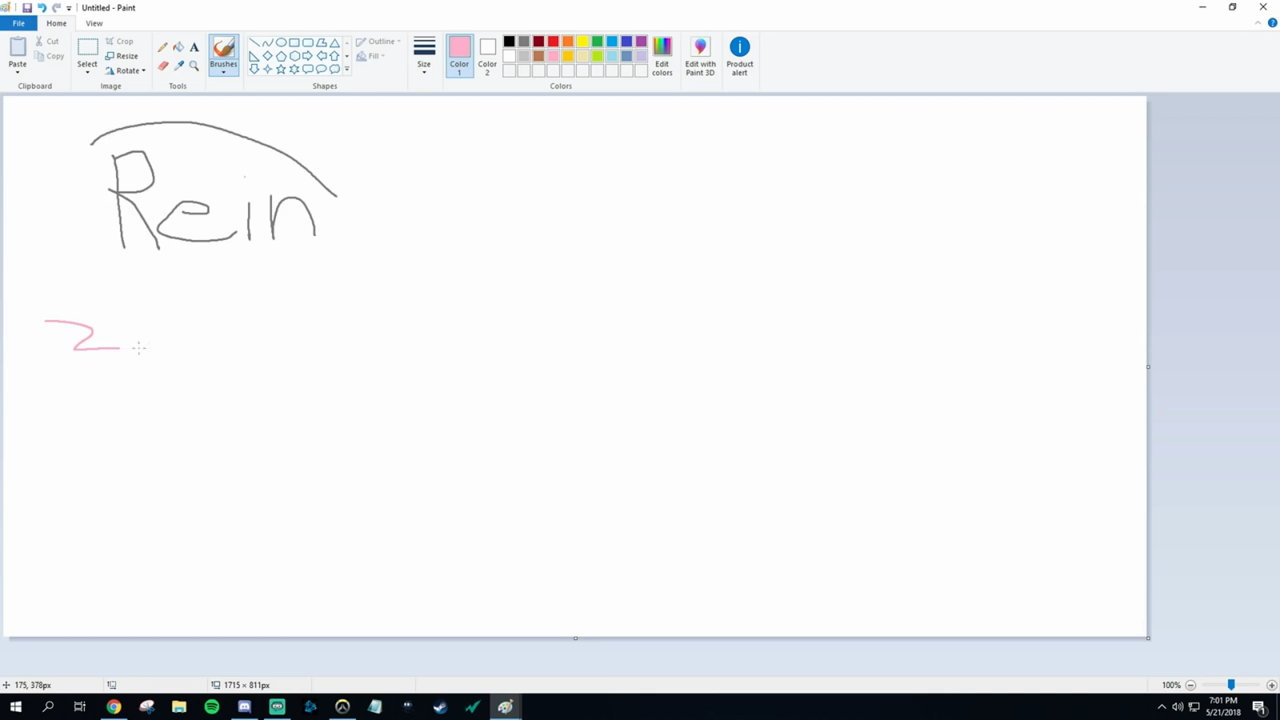 Untitled - Paint
File Home View
Paste Cut Copy Clipboard
Select Crop Resize Rotate Image
A Tools
Brushes
Outline Fill Shapes
Size
Color 1 Color 2 Edit colors Colors
Edit with Paint 3D
Product alert
Rein
2
175, 378px 1715 × 811px 100%
7:01 PM
5/21/2018